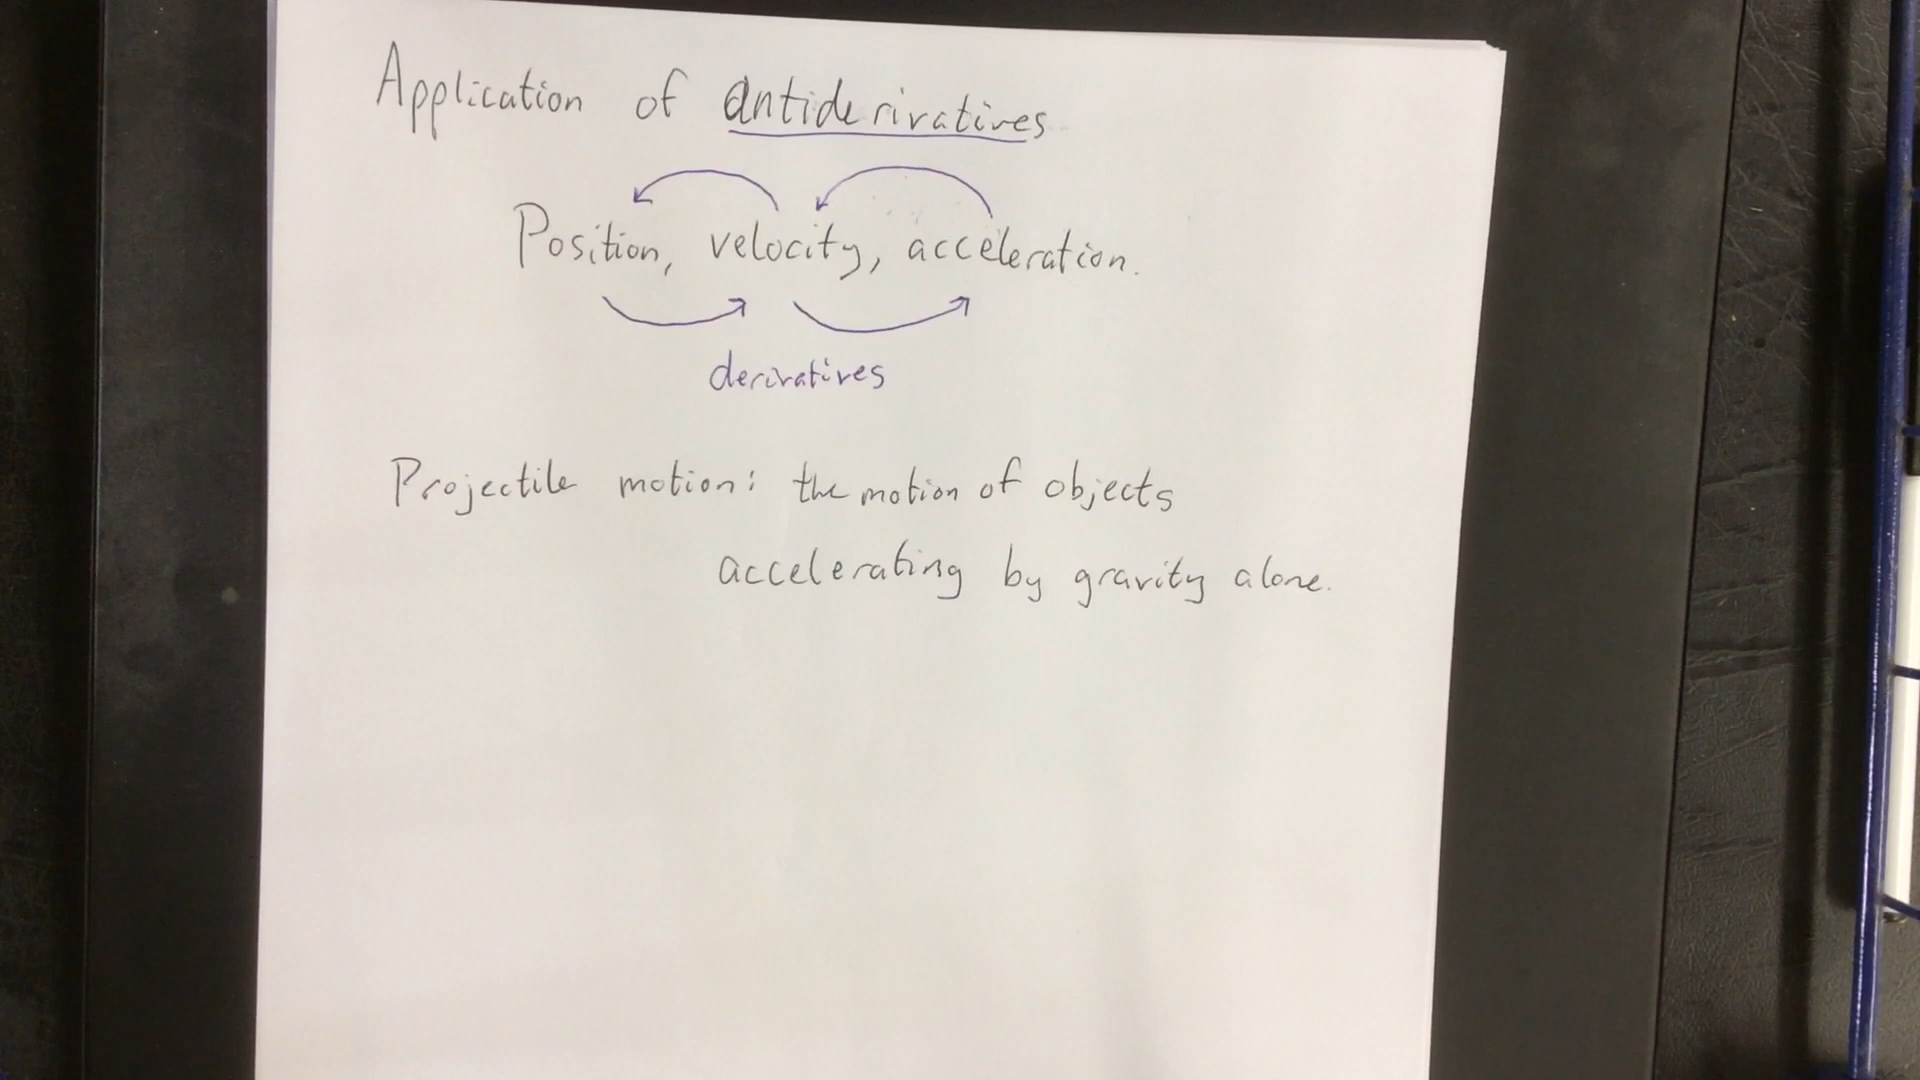 Application of antiderivatives
Position, velocity, acceleration.
derivatives
Projectile motion: the motion of objects
accelerating by gravity alone.